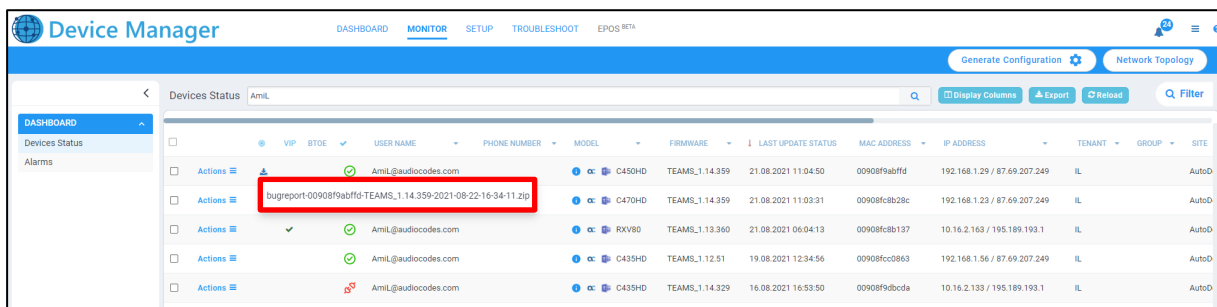 Device Manager
DASHBOARD MONITOR SETUP TROUBLESHOOT EPOS BETA
24
Generate Configuration Network Topology
Devices Status AmiL Display Columns Export Reload Filter
DASHBOARD
Devices Status
Alarms
VIP BTOE USER NAME PHONE NUMBER MODEL FIRMWARE LAST UPDATE STATUS MAC ADDRESS IP ADDRESS TENANT GROUP SITE
Actions AmiL@audiocodes.com C450HD TEAMS_1.14.359 21.08.2021 11:04:50 00908f9abffd 192.168.1.29 / 87.69.207.249 IL AutoD
bugreport-00908f9abffd-TEAMS_1.14.359-2021-08-22-16-34-11.zip
Actions C470HD TEAMS_1.14.359 21.08.2021 11:03:31 00908fc8b28c 192.168.1.23 / 87.69.207.249 IL AutoD
Actions AmiL@audiocodes.com RXV80 TEAMS_1.13.360 21.08.2021 06:04:13 00908fc8b137 10.16.2.163 / 195.189.193.1 IL AutoD
Actions AmiL@audiocodes.com C435HD TEAMS_1.12.51 19.08.2021 12:34:56 00908fcc0863 192.168.1.56 / 87.69.207.249 IL AutoD
Actions AmiL@audiocodes.com C435HD TEAMS_1.14.329 16.08.2021 16:53:50 00908f9dbcda 10.16.2.133 / 195.189.193.1 IL AutoD